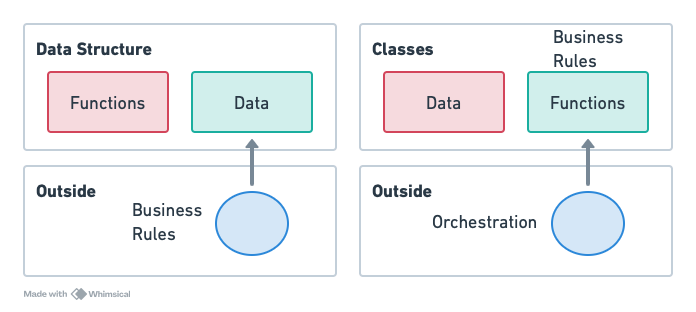 Data Structure
Functions
Data
Outside
Business
Rules
Classes
Business
Rules
Data
Functions
Outside
Orchestration
Made with Whimsical